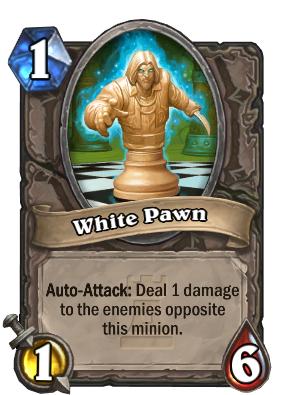 1
White Pawn
Auto-Attack: Deal 1 damage
to the enemies opposite
this minion.
1
6